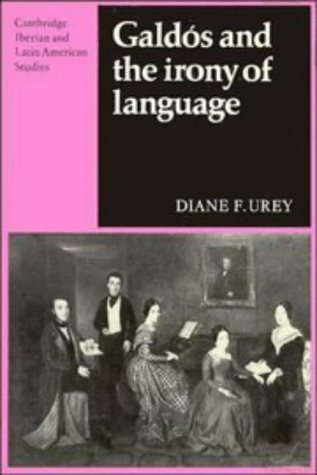 Cambridge
Iberian and
Latin American
Studies
Galdós and
the irony of
language
DIANE F. UREY